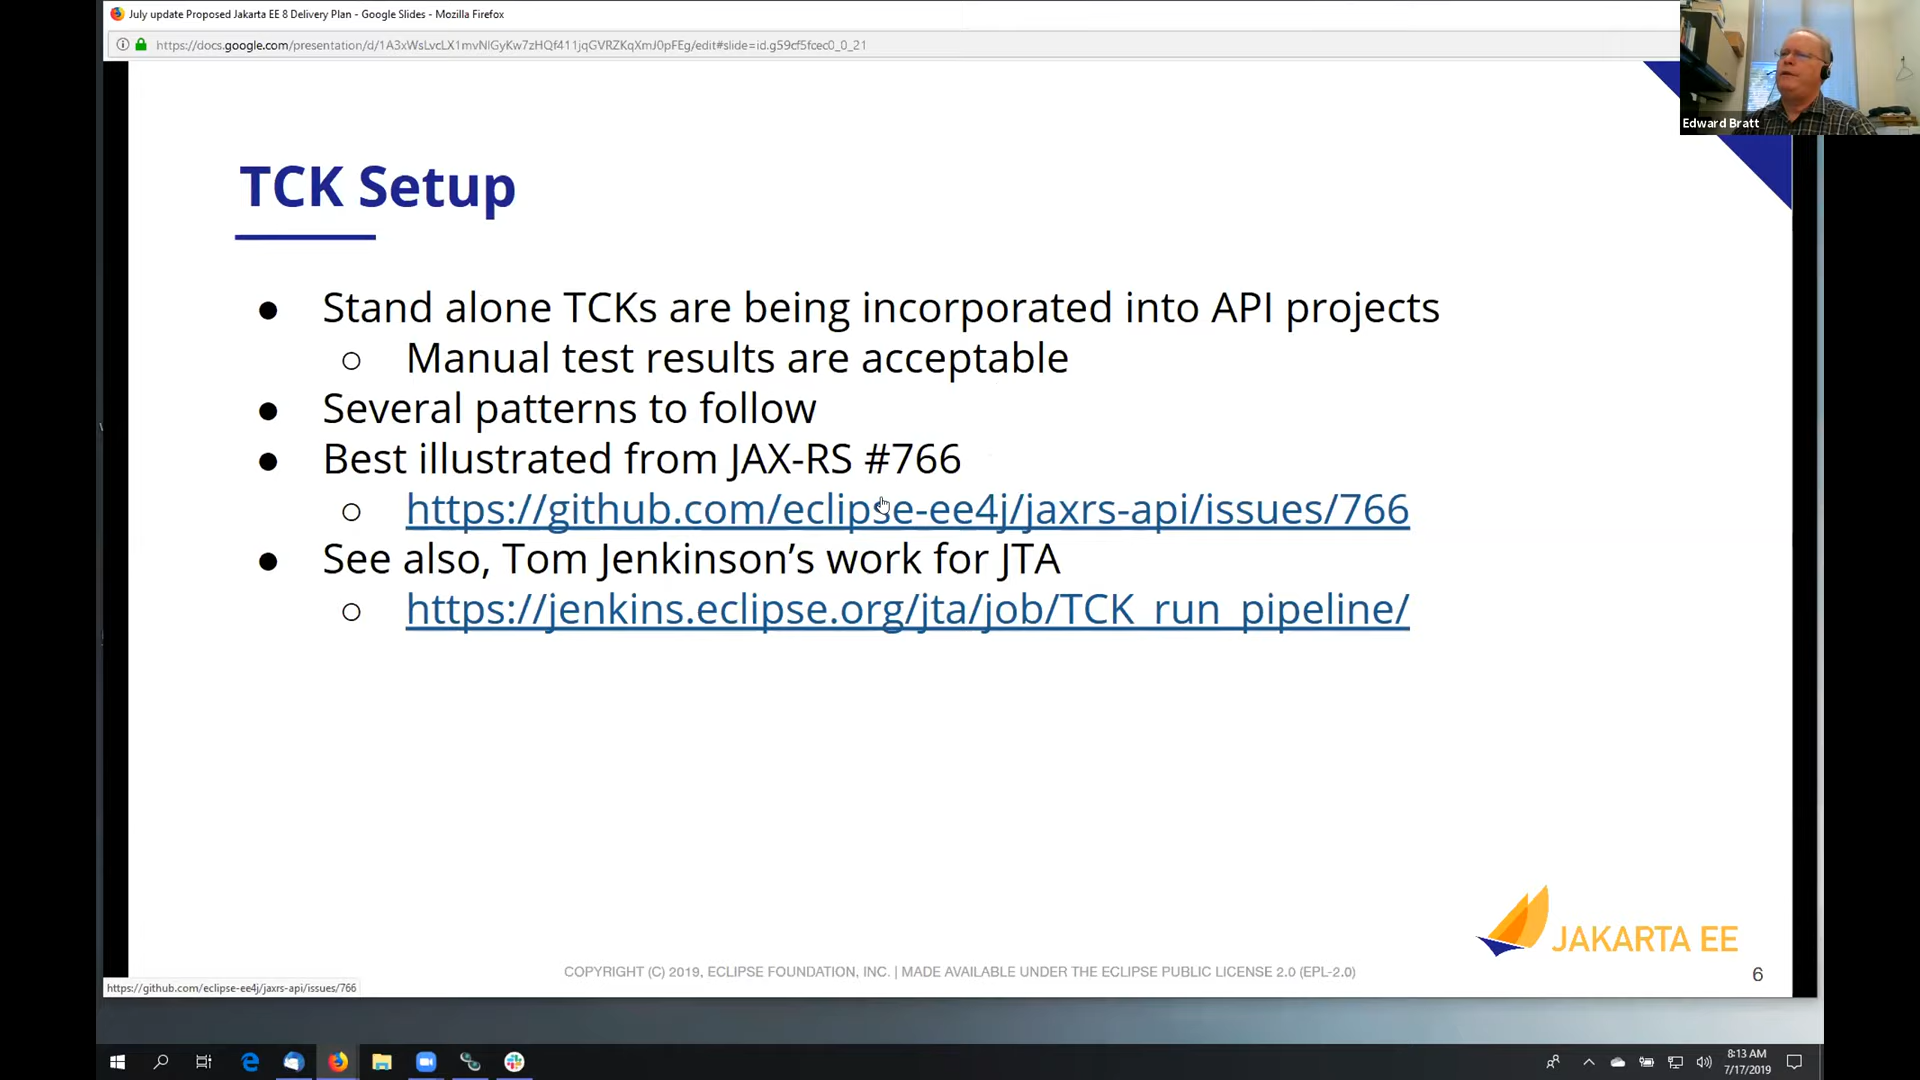 July update Proposed Jakarta EE 8 Delivery Plan - Google Slides - Mozilla Firefox
https://docs.google.com/presentation/d/1A3xWsLvcLX1mvNIGyKw7zHQf411jqGVRZKqXmJ0pFEg/edit#slide=id.g59cf5fcec0_0_21
Edward Bratt
TCK Setup
● Stand alone TCKs are being incorporated into API projects
○ Manual test results are acceptable
● Several patterns to follow
● Best illustrated from JAX-RS #766
○ https://github.com/eclipse-ee4j/jaxrs-api/issues/766
● See also, Tom Jenkinson’s work for JTA
○ https://jenkins.eclipse.org/jta/job/TCK_run_pipeline/
JAKARTA EE
COPYRIGHT (C) 2019, ECLIPSE FOUNDATION, INC. | MADE AVAILABLE UNDER THE ECLIPSE PUBLIC LICENSE 2.0 (EPL-2.0)
6
https://github.com/eclipse-ee4j/jaxrs-api/issues/766
8:13 AM
7/17/2019